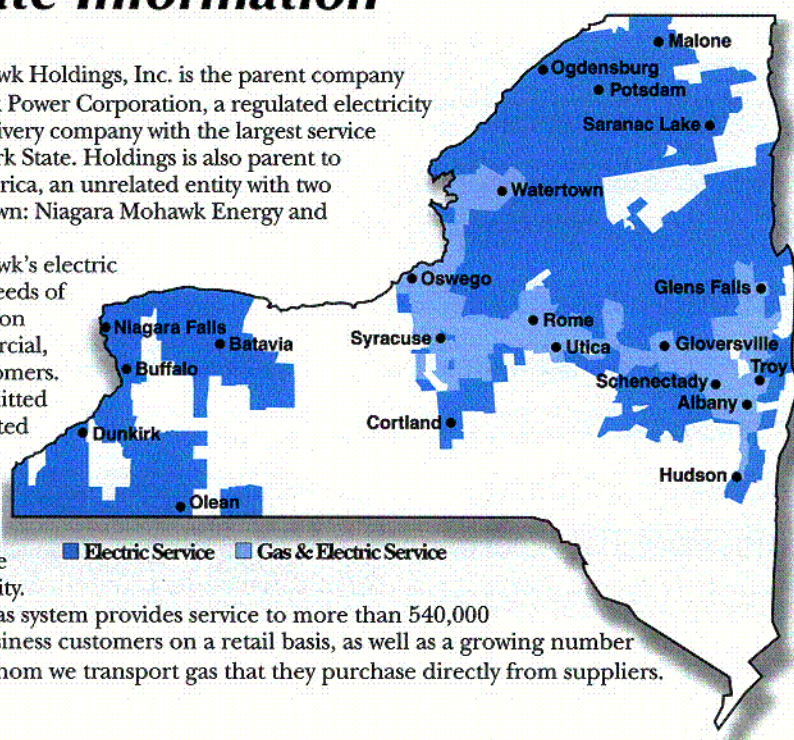 ate Information
wk Holdings, Inc. is the parent company
Power Corporation, a regulated electricity
ivery company with the largest service
rk State. Holdings is also parent to
rica, an unrelated entity with two
wn: Niagara Mohawk Energy and
wk's electric
eeds of
on
rcial,
omers.
itted
ted
Malone
Ogdensburg
Potsdam
Saranac Lake
Watertown
Oswego
Glens Falls
Niagara Falls
Rome
Syracuse
Batavia
Utica
Gloversville
Buffalo
Troy
Schenectady
Albany
Cortland
Dunkirk
Hudson
Olean
Electric Service
Gas & Electric Service
e
ity.
as system provides service to more than 540,000
siness customers on a retail basis, as well as a growing number
hom we transport gas that they purchase directly from suppliers.